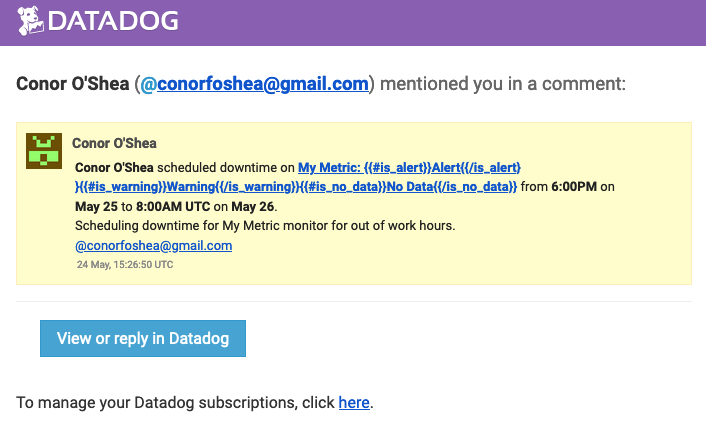 DATADOG
Conor O'Shea (@conorfoshea@gmail.com) mentioned you in a comment:
Conor O'Shea
Conor O'Shea scheduled downtime on My Metric: {{#is_alert}}Alert{{/is_alert}
}{{#is_warning}}Warning{{/is_warning}}{{#is_no_data}}No Data{{/is_no_data}} from 6:00PM on
May 25 to 8:00AM UTC on May 26.
Scheduling downtime for My Metric monitor for out of work hours.
@conorfoshea@gmail.com
24 May, 15:26:50 UTC
View or reply in Datadog
To manage your Datadog subscriptions, click here.